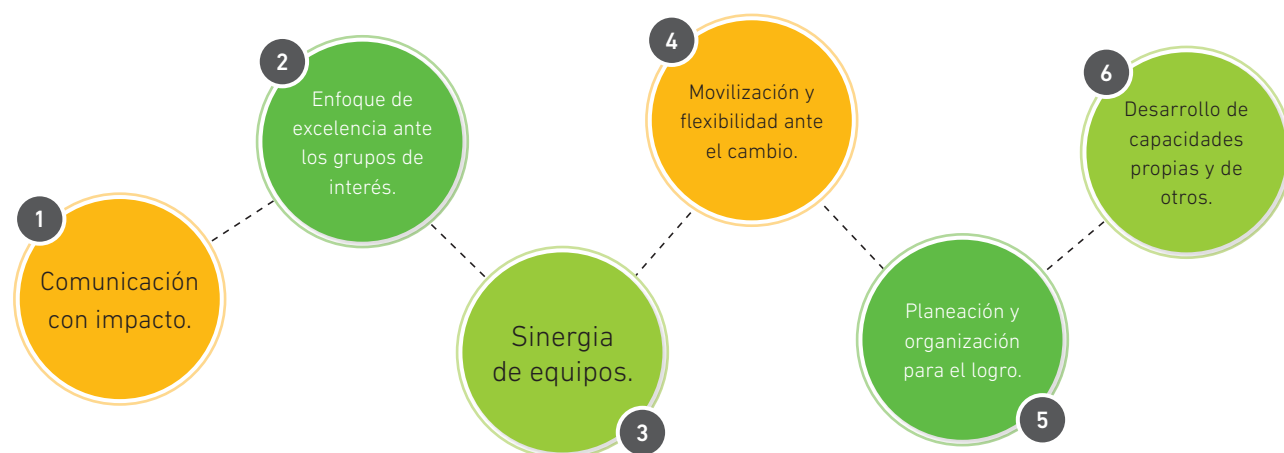 1
Comunicación
con impacto.
2
Enfoque de
excelencia ante
los grupos de
interés.
Sinergia
de equipos.
3
4
Movilización y
flexibilidad ante
el cambio.
Planeación y
organización
para el logro.
5
6
Desarrollo de
capacidades
propias y de
otros.